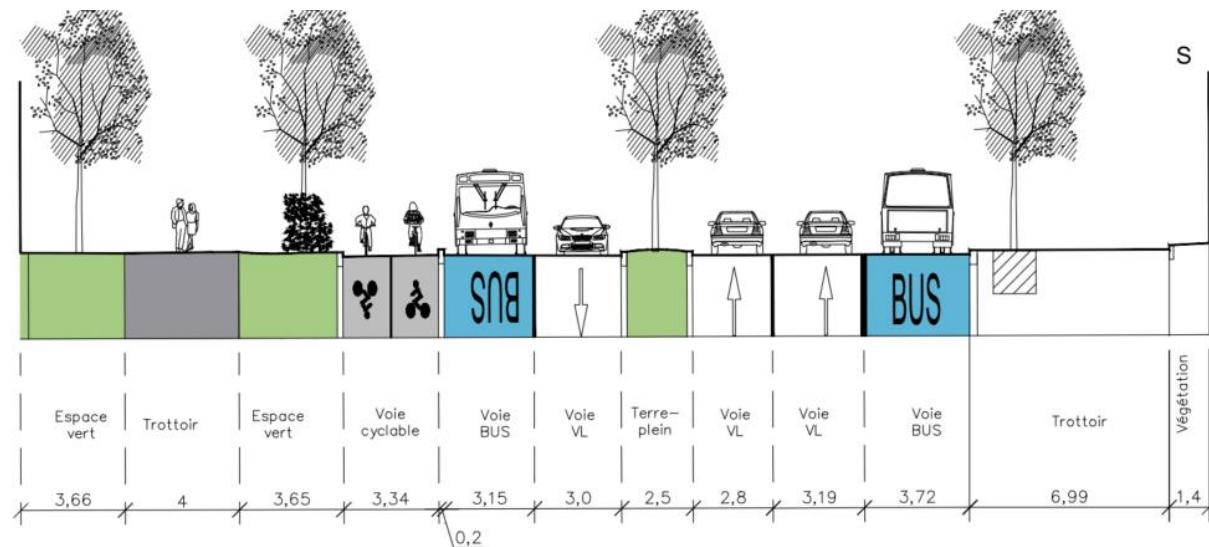 S
BUS
BUS
Espace
vert
Trottoir
Espace
vert
Voie
cyclable
Voie
BUS
Voie
VL
Terre-
plein
Voie
VL
Voie
VL
Voie
BUS
Trottoir
Végétation
3,66
4
3,65
3,34
3,15
3,0
2,5
2,8
3,19
3,72
6,99
1,4
0,2